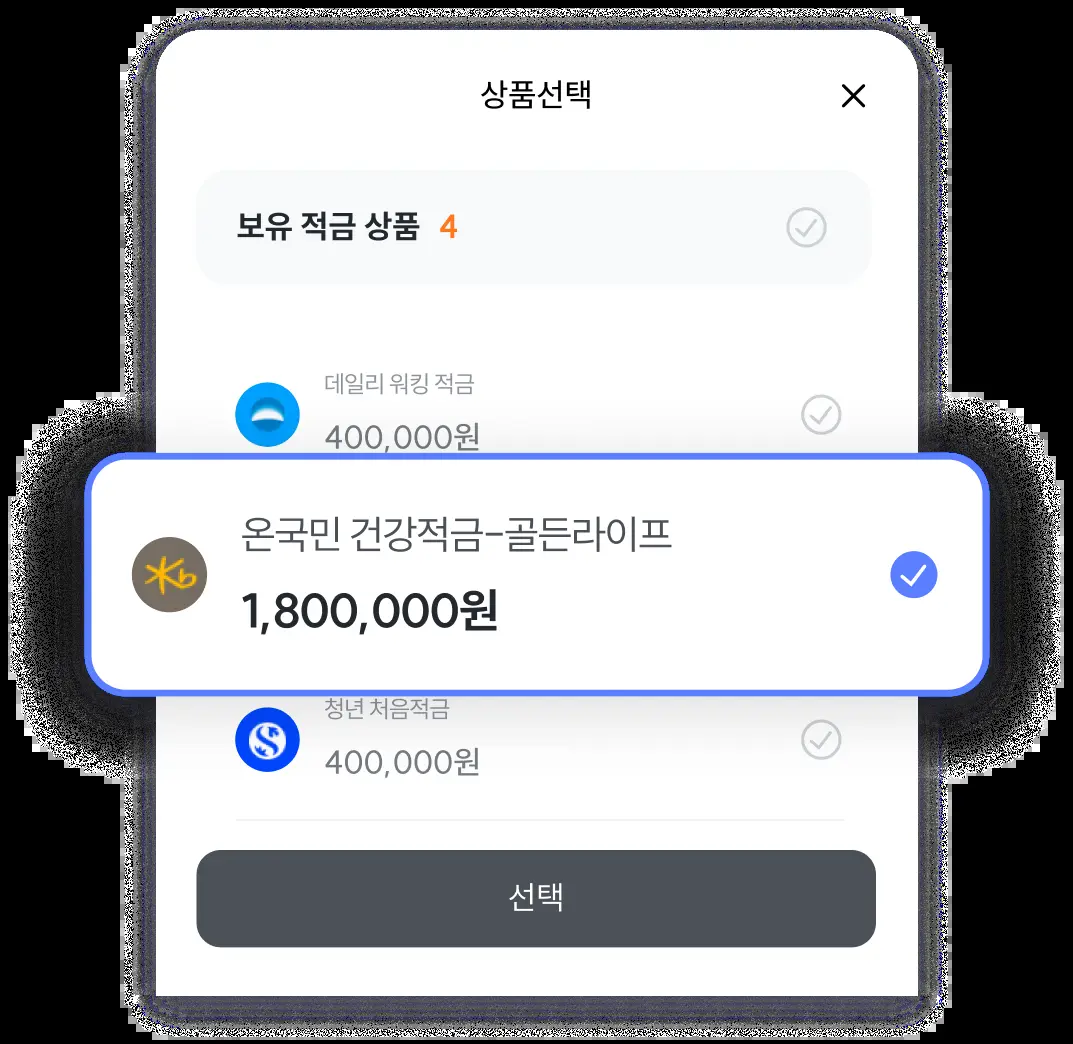 상품선택
보유 적금 상품 4
데일리 워킹 적금
400,000원
온국민 건강적금-골든라이프
Kb
1,800,000원
청년 처음적금
400,000원
선택